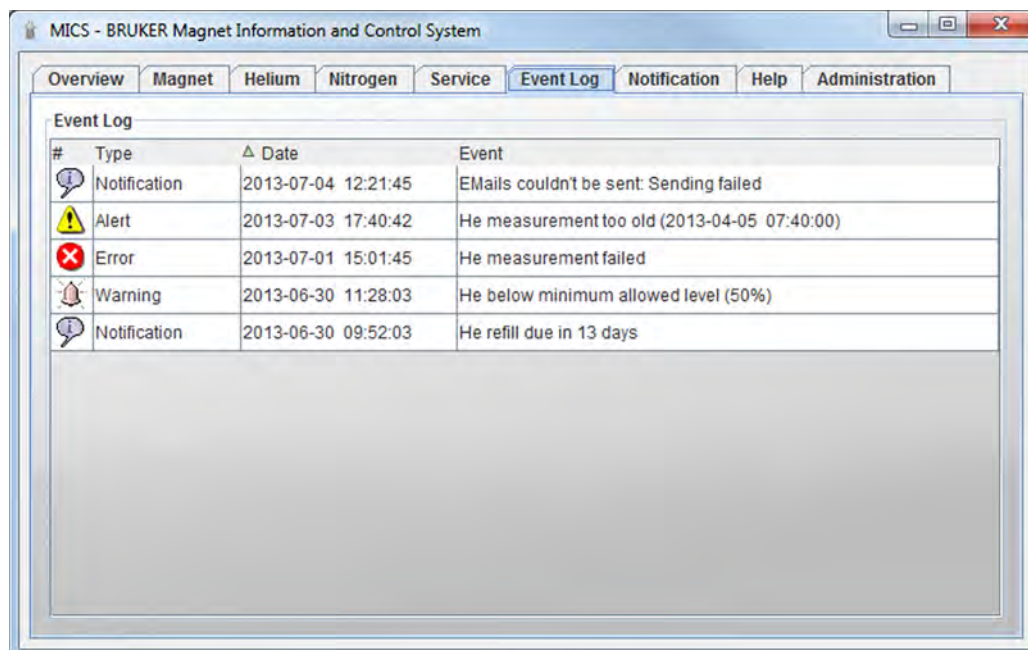 MICS - BRUKER Magnet Information and Control System
Overview Magnet Helium Nitrogen Service Event Log Notification Help Administration
Event Log
# Type Date Event
Notification 2013-07-04 12:21:45 EMails couldn't be sent: Sending failed
Alert 2013-07-03 17:40:42 He measurement too old (2013-04-05 07:40:00)
Error 2013-07-01 15:01:45 He measurement failed
Warning 2013-06-30 11:28:03 He below minimum allowed level (50%)
Notification 2013-06-30 09:52:03 He refill due in 13 days